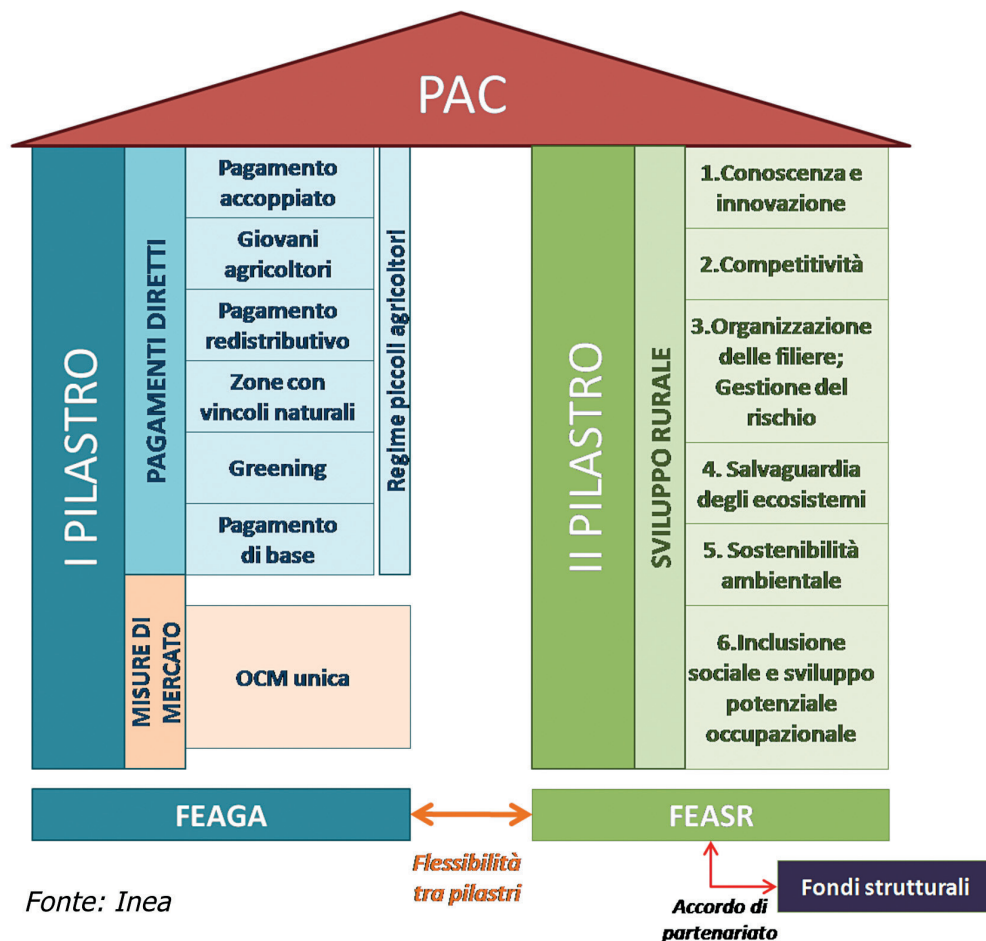 PAC
I PILASTRO
PAGAMENTI DIRETTI
Pagamento
accoppiato
Giovani
agricoltori
Pagamento
redistributivo
Zone con
vincoli naturali
Greening
Pagamento
di base
Regime piccoli agricoltori
MISURE DI
MERCATO
OCM unica
FEAGA
II PILASTRO
SVILUPPO RURALE
1.Conoscenza e
innovazione
2.Competitività
3.Organizzazione
delle filiere;
Gestione del
rischio
4. Salvaguardia
degli ecosistemi
5. Sostenibilità
ambientale
6.Inclusione
sociale e sviluppo
potenziale
occupazionale
FEASR
Flessibilità
tra pilastri
Accordo di
partenariato
Fondi strutturali
Fonte: Inea